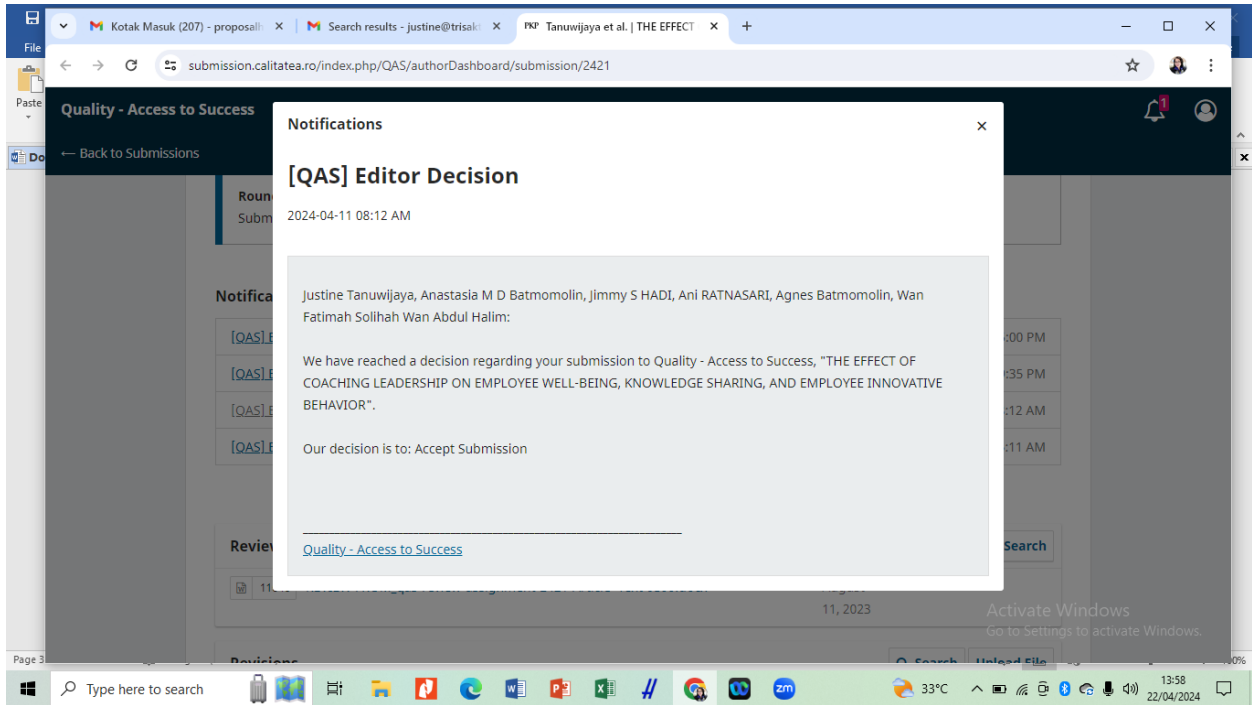 Kotak Masuk (207) - proposalh
Search results - justine@trisakt
PKP Tanuwijaya et al. | THE EFFECT
File
submission.calitatea.ro/index.php/QAS/authorDashboard/submission/2421
Paste
Quality - Access to Success
1
Notifications
Do
← Back to Submissions
[QAS] Editor Decision
Roun
Subm
2024-04-11 08:12 AM
Justine Tanuwijaya, Anastasia M D Batmomolin, Jimmy S HADI, Ani RATNASARI, Agnes Batmomolin, Wan
Fatimah Solihah Wan Abdul Halim:
Notifica
[QAS] E :00 PM
We have reached a decision regarding your submission to Quality - Access to Success, "THE EFFECT OF
[QAS] E :35 PM
COACHING LEADERSHIP ON EMPLOYEE WELL-BEING, KNOWLEDGE SHARING, AND EMPLOYEE INNOVATIVE
BEHAVIOR".
[QAS] E :12 AM
Our decision is to: Accept Submission
[QAS] E :11 AM
Review
Quality - Access to Success
Search
11, 2023
Activate Windows
Go to Settings to activate Windows.
Page 3
Revisions
Search Upload File
Type here to search
33°C
13:58
22/04/2024